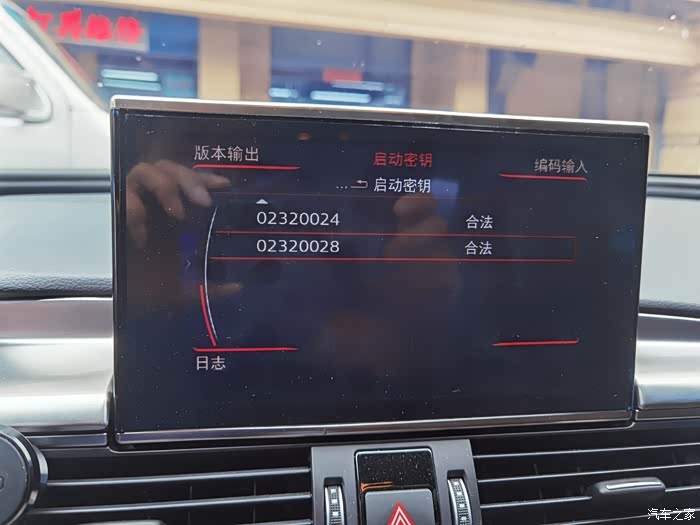 版本输出
启动密钥
编码输入
...启动密钥
02320024 合法
02320028 合法
日志
汽车之家